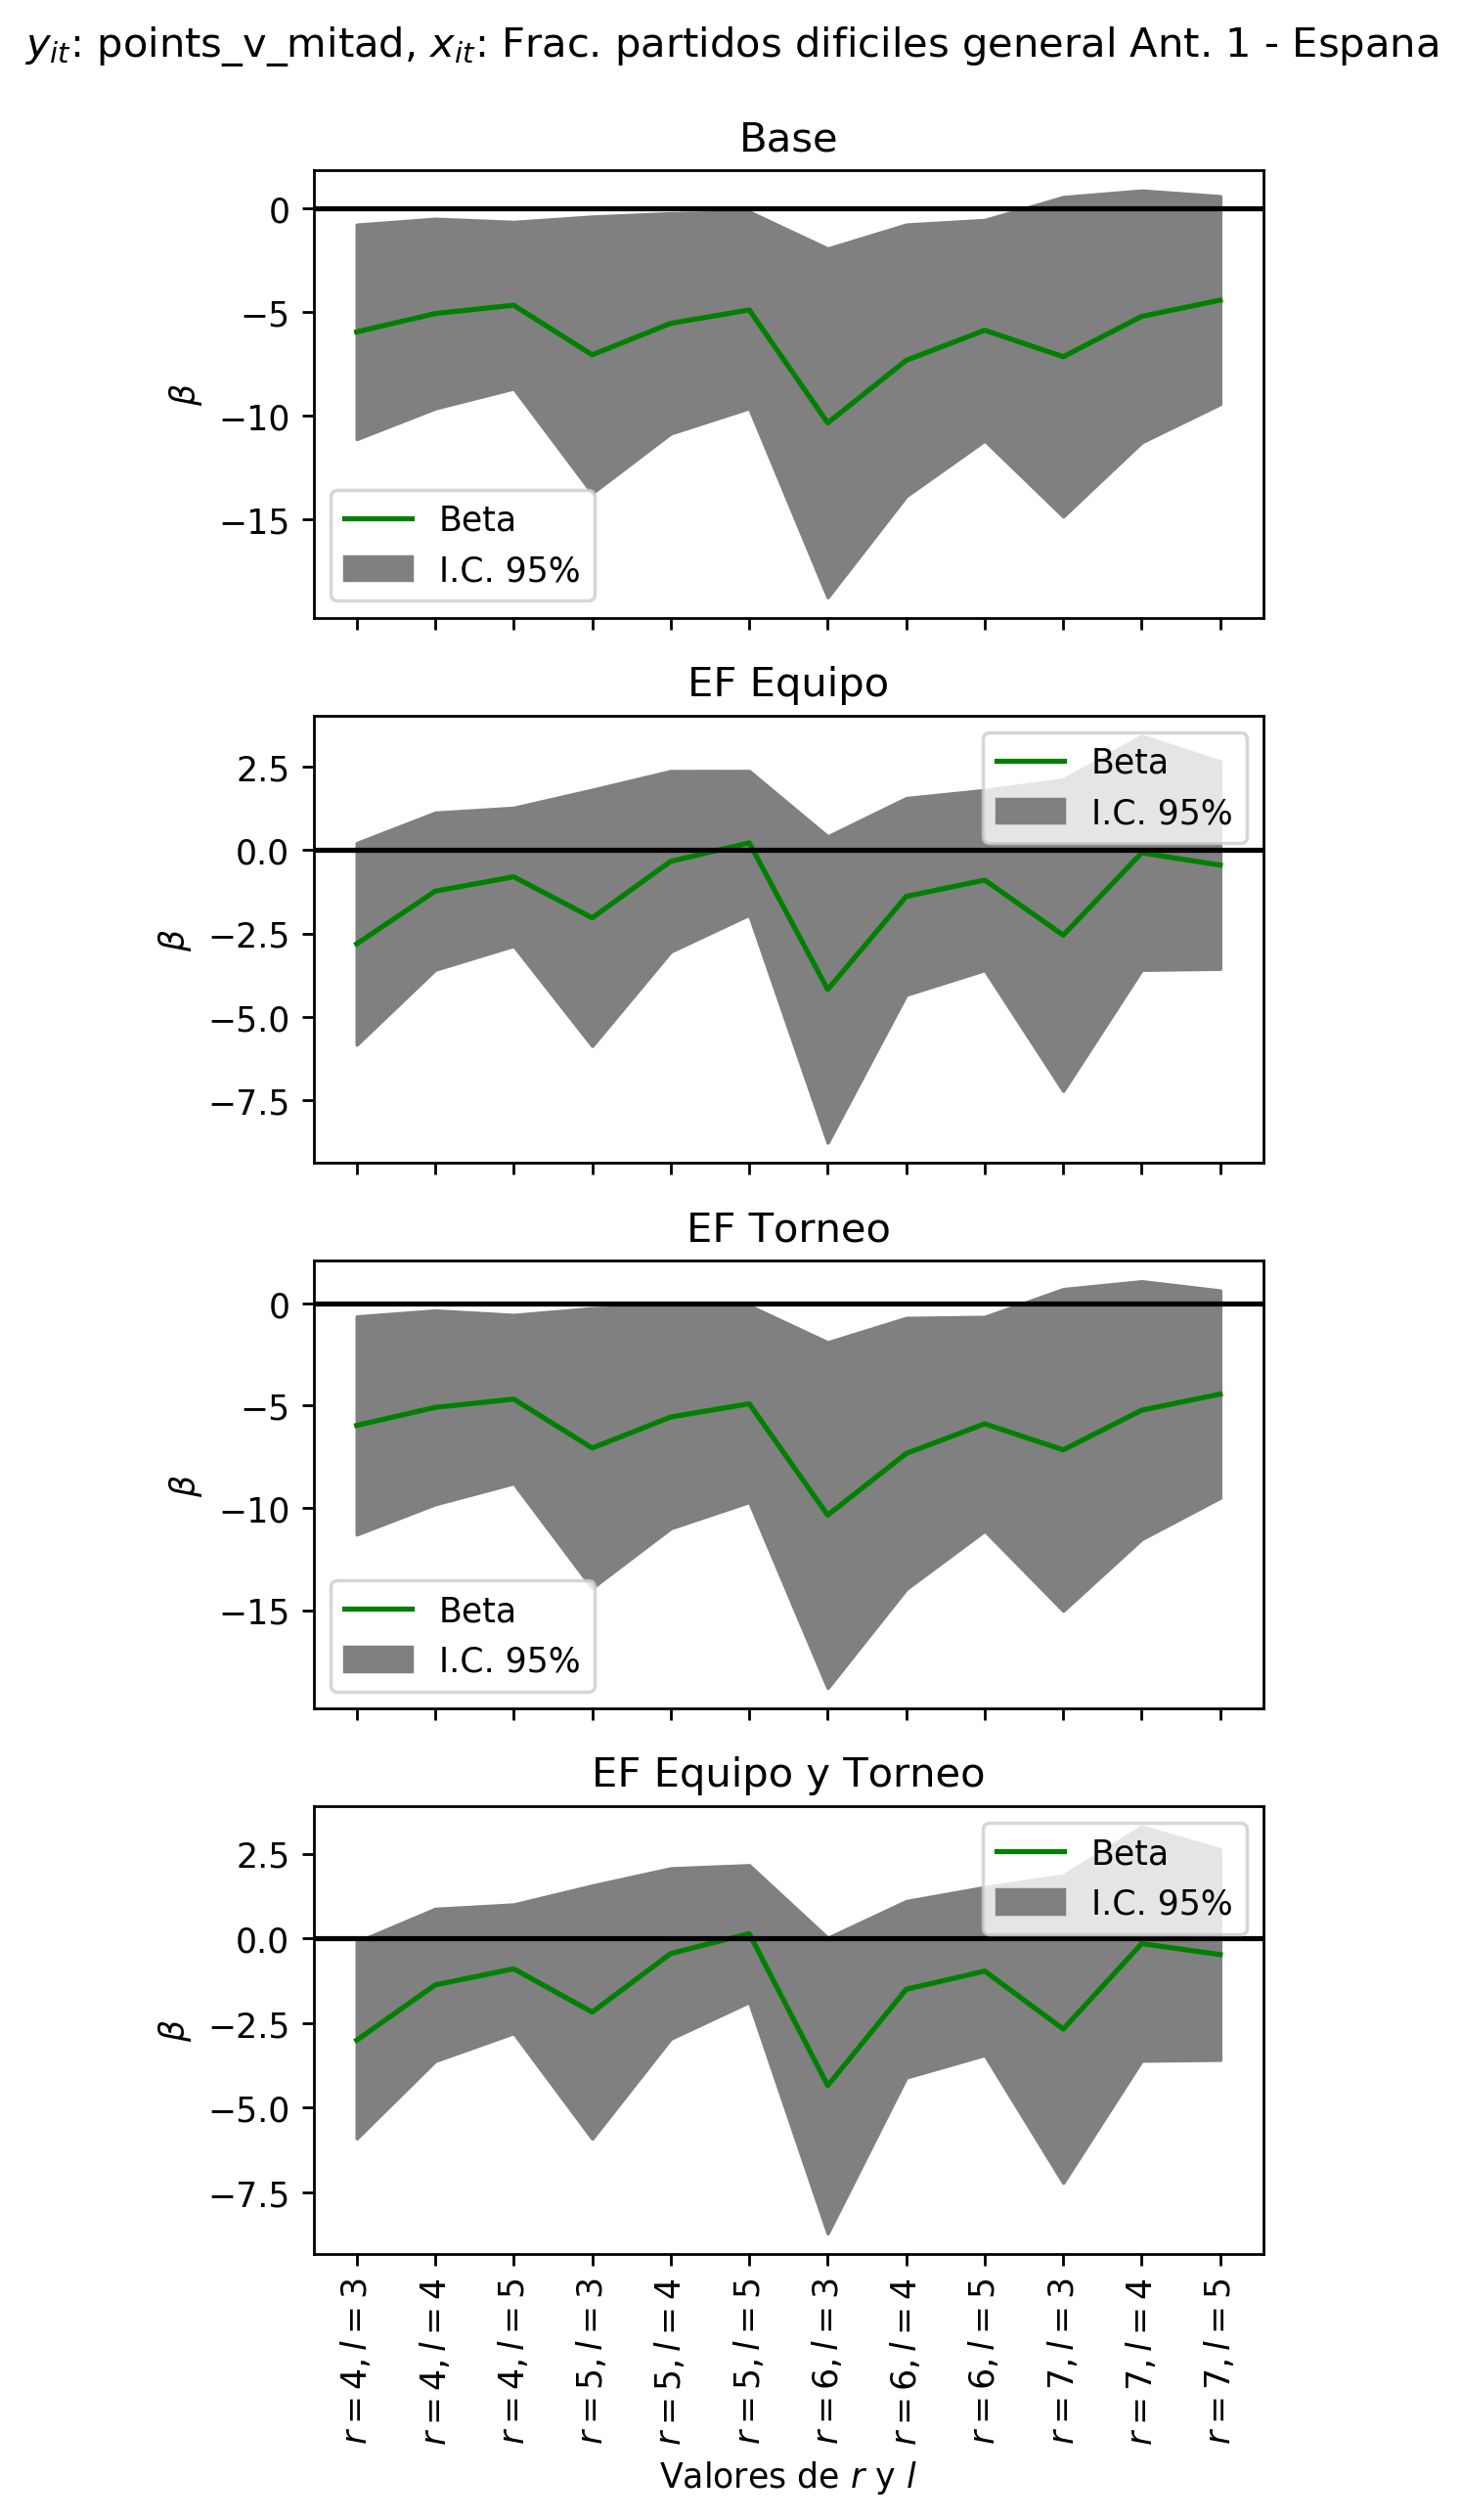 y_it: points_v_mitad, x_it: Frac. partidos dificiles general Ant. 1 - Espana
Base
0
−5
−10
−15
β
Beta
I.C. 95%
EF Equipo
2.5
0.0
−2.5
−5.0
−7.5
β
Beta
I.C. 95%
EF Torneo
0
−5
−10
−15
β
Beta
I.C. 95%
EF Equipo y Torneo
2.5
0.0
−2.5
−5.0
−7.5
β
Beta
I.C. 95%
r = 4, l = 3
r = 4, l = 4
r = 4, l = 5
r = 5, l = 3
r = 5, l = 4
r = 5, l = 5
r = 6, l = 3
r = 6, l = 4
r = 6, l = 5
r = 7, l = 3
r = 7, l = 4
r = 7, l = 5
Valores de r y l